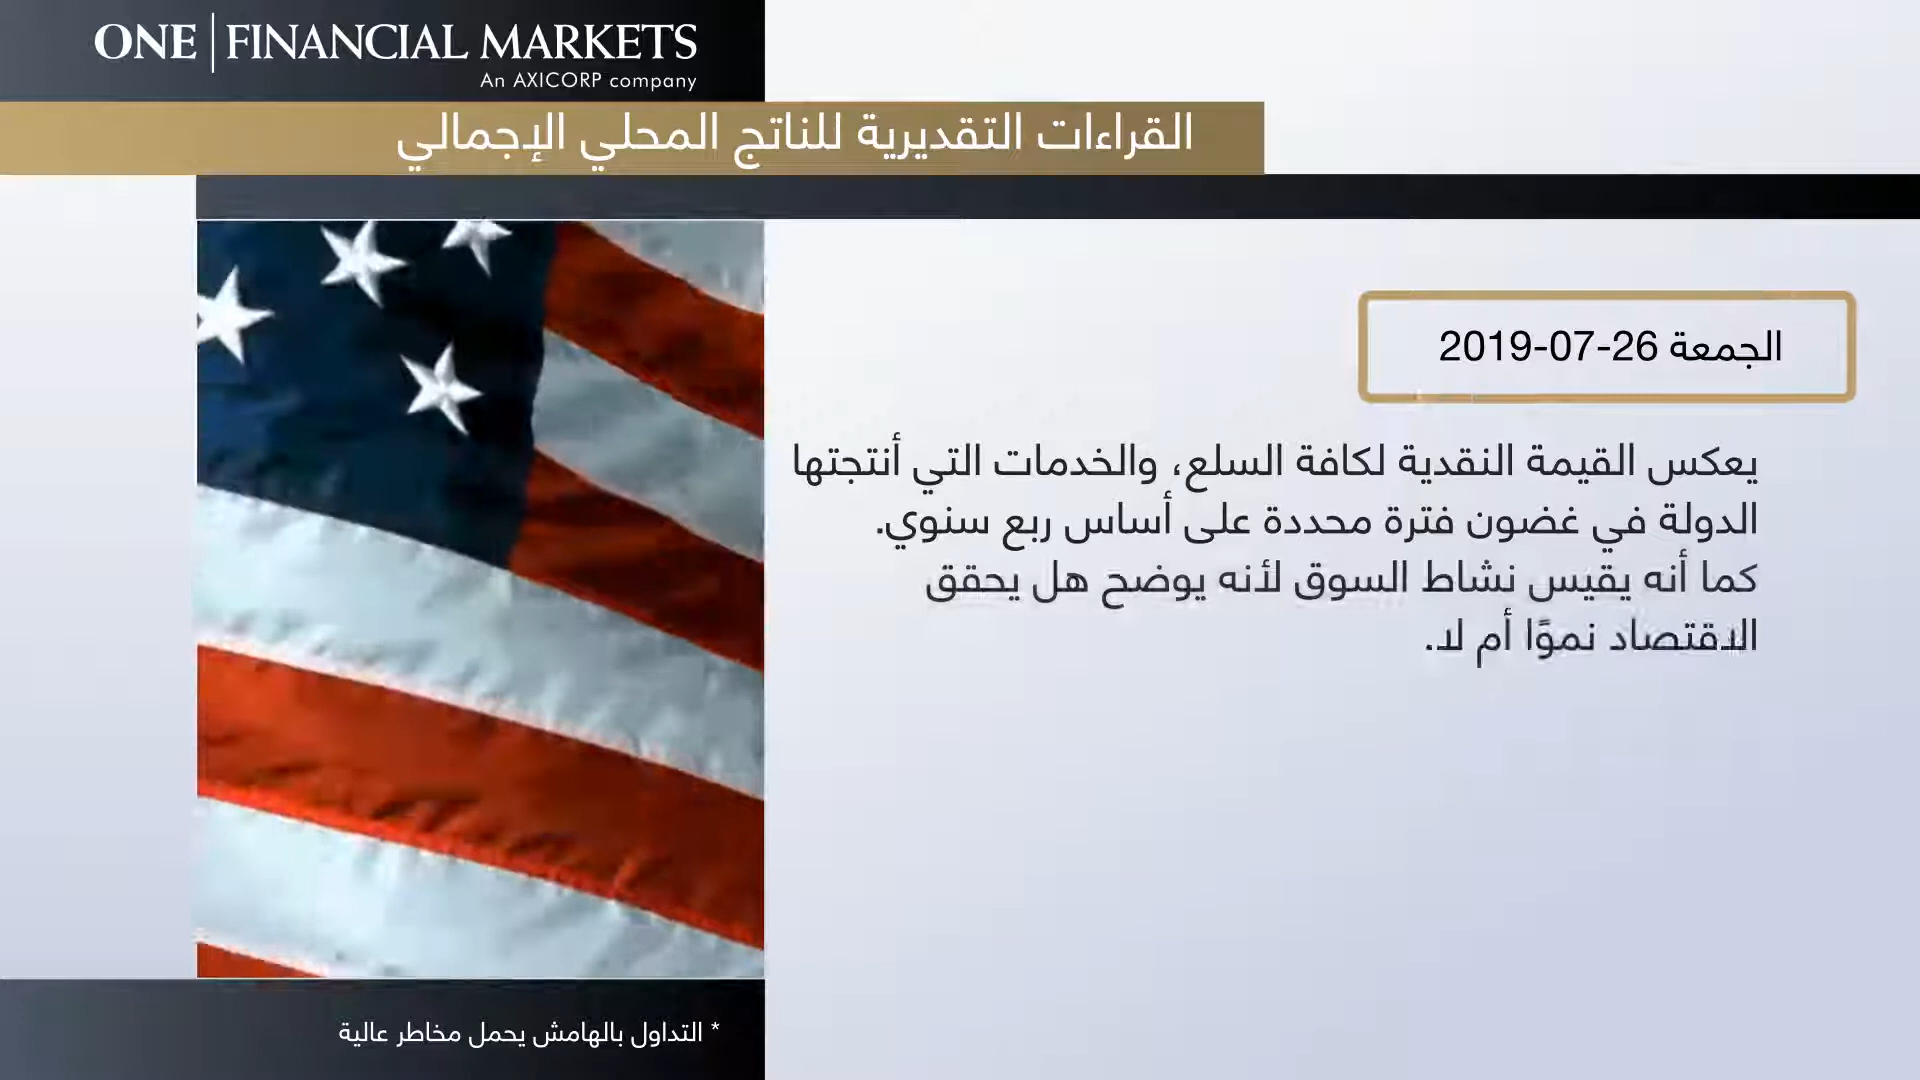 ONE FINANCIAL MARKETS
An AXICORP company
القراءات التقديرية للناتج المحلي الإجمالي
الجمعة 26-07-2019
يعكس القيمة النقدية لكافة السلع، والخدمات التي أنتجتها
الدولة في غضون فترة محددة على أساس ربع سنوي.
كما أنه يقيس نشاط السوق لأنه يوضح هل يحقق
الاقتصاد نموًا أم لا.
* التداول بالهامش يحمل مخاطر عالية